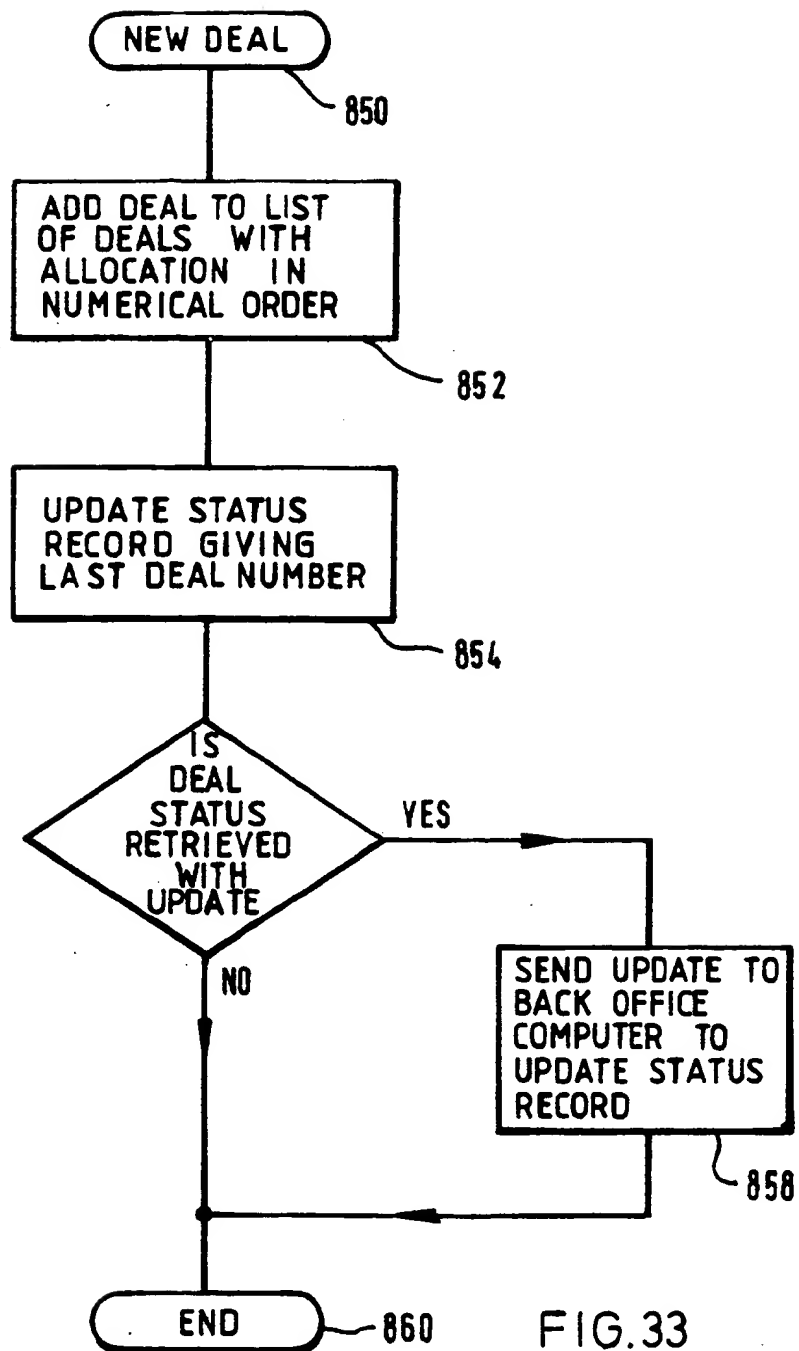 NEW DEAL
850
ADD DEAL TO LIST
OF DEALS WITH
ALLOCATION IN
NUMERICAL ORDER
852
UPDATE STATUS
RECORD GIVING
LAST DEAL NUMBER
854
IS
DEAL
STATUS
RETRIEVED
WITH
UPDATE
YES
NO
SEND UPDATE TO
BACK OFFICE
COMPUTER TO
UPDATE STATUS
RECORD
858
END
860
FIG.33